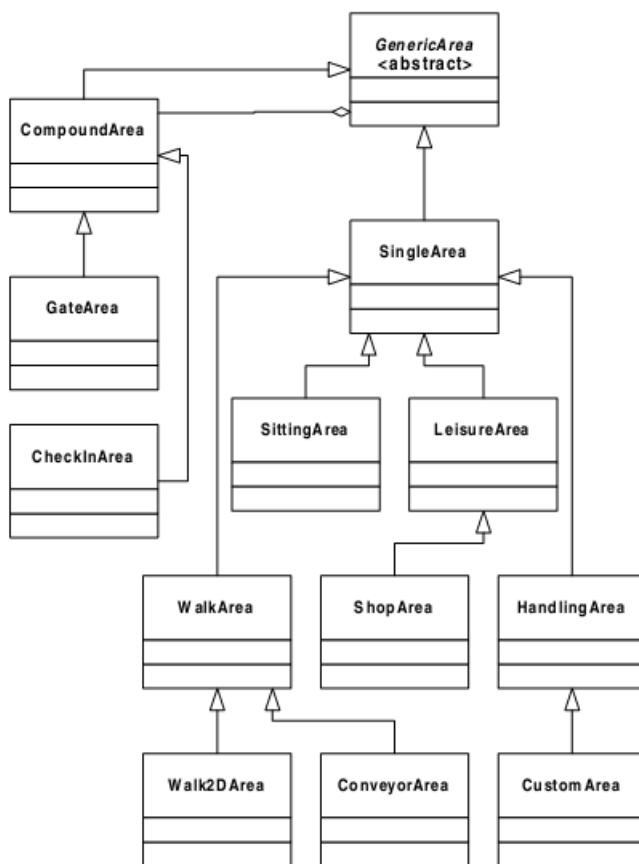 GenericArea
<abstract>
CompoundArea
SingleArea
GateArea
SittingArea
LeisureArea
CheckInArea
WalkArea
ShopArea
HandlingArea
Walk2DArea
ConveyorArea
CustomArea